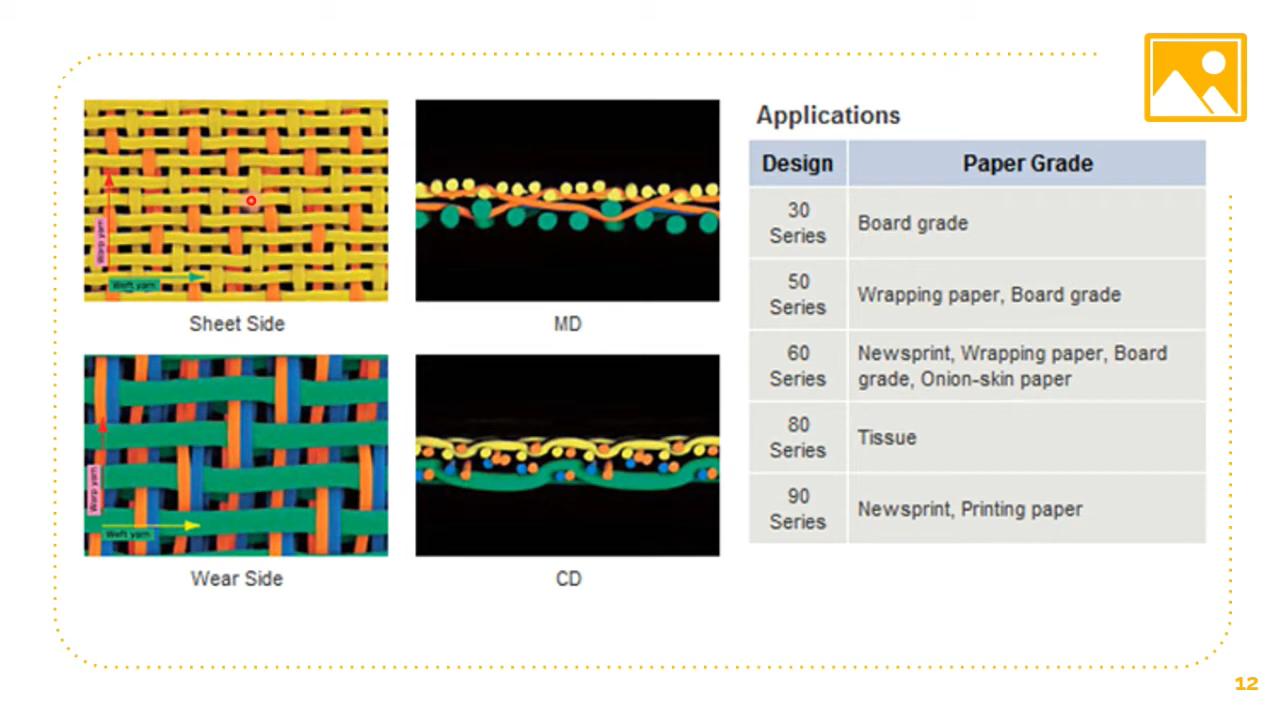 Warp yarn
Weft yarn
Sheet Side
MD
Warp yarn
Weft yarn
Wear Side
CD
Applications
Design Paper Grade
30
Series
Board grade
50
Series
Wrapping paper, Board grade
60
Series
Newsprint, Wrapping paper, Board
grade, Onion-skin paper
80
Series
Tissue
90
Series
Newsprint, Printing paper
12